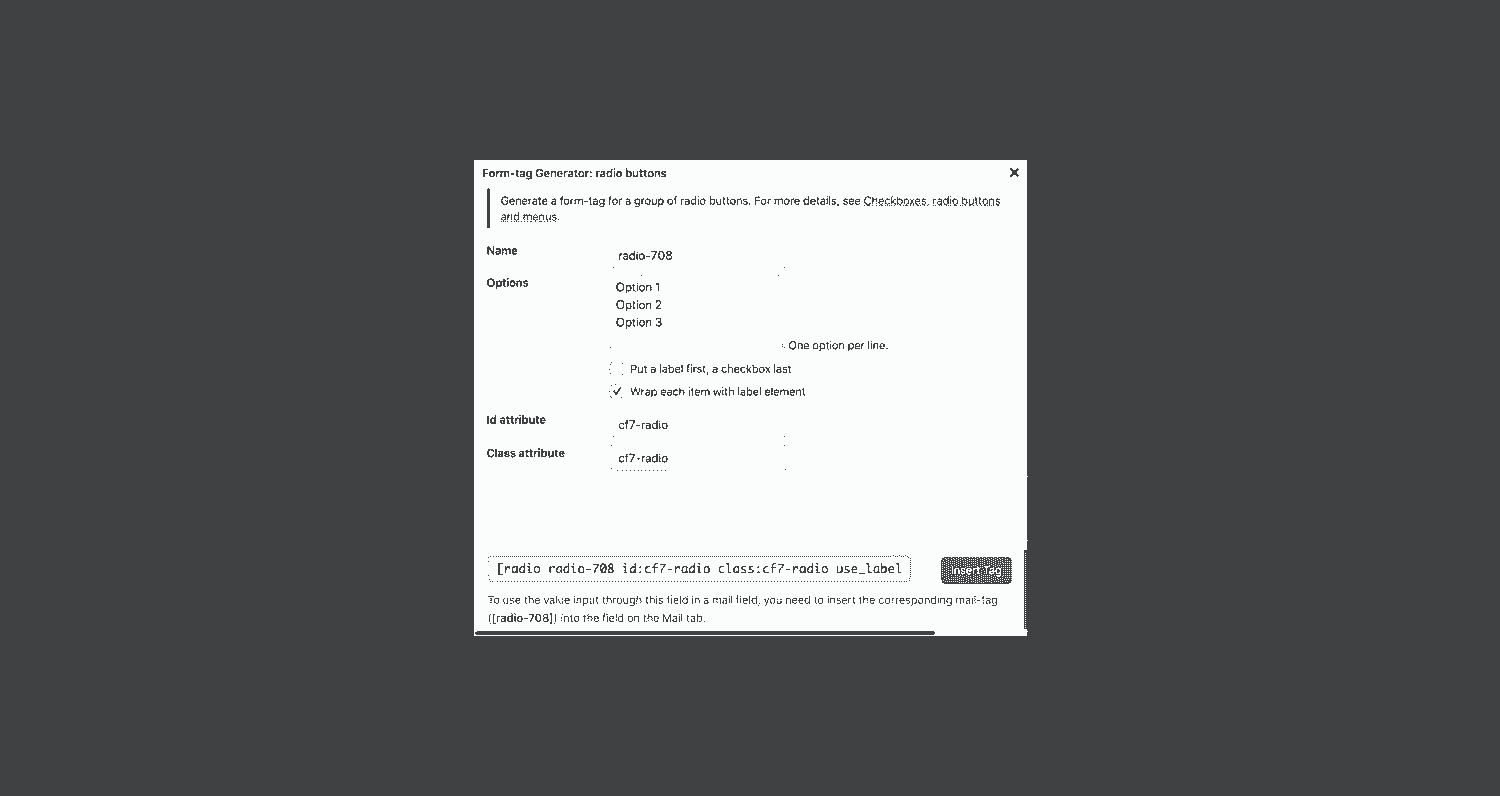 Form-tag Generator: radio buttons
Generate a form-tag for a group of radio buttons. For more details, see Checkboxes, radio buttons
and menus.
Name
radio-708
Options
Option 1
Option 2
Option 3
One option per line.
Put a label first, a checkbox last
Wrap each item with label element
Id attribute
cf7-radio
Class attribute
cf7-radio
[radio radio-708 id:cf7-radio class:cf7-radio use_label
Insert Tag
To use the value input through this field in a mail field, you need to insert the corresponding mail-tag
([radio-708]) into the field on the Mail tab.